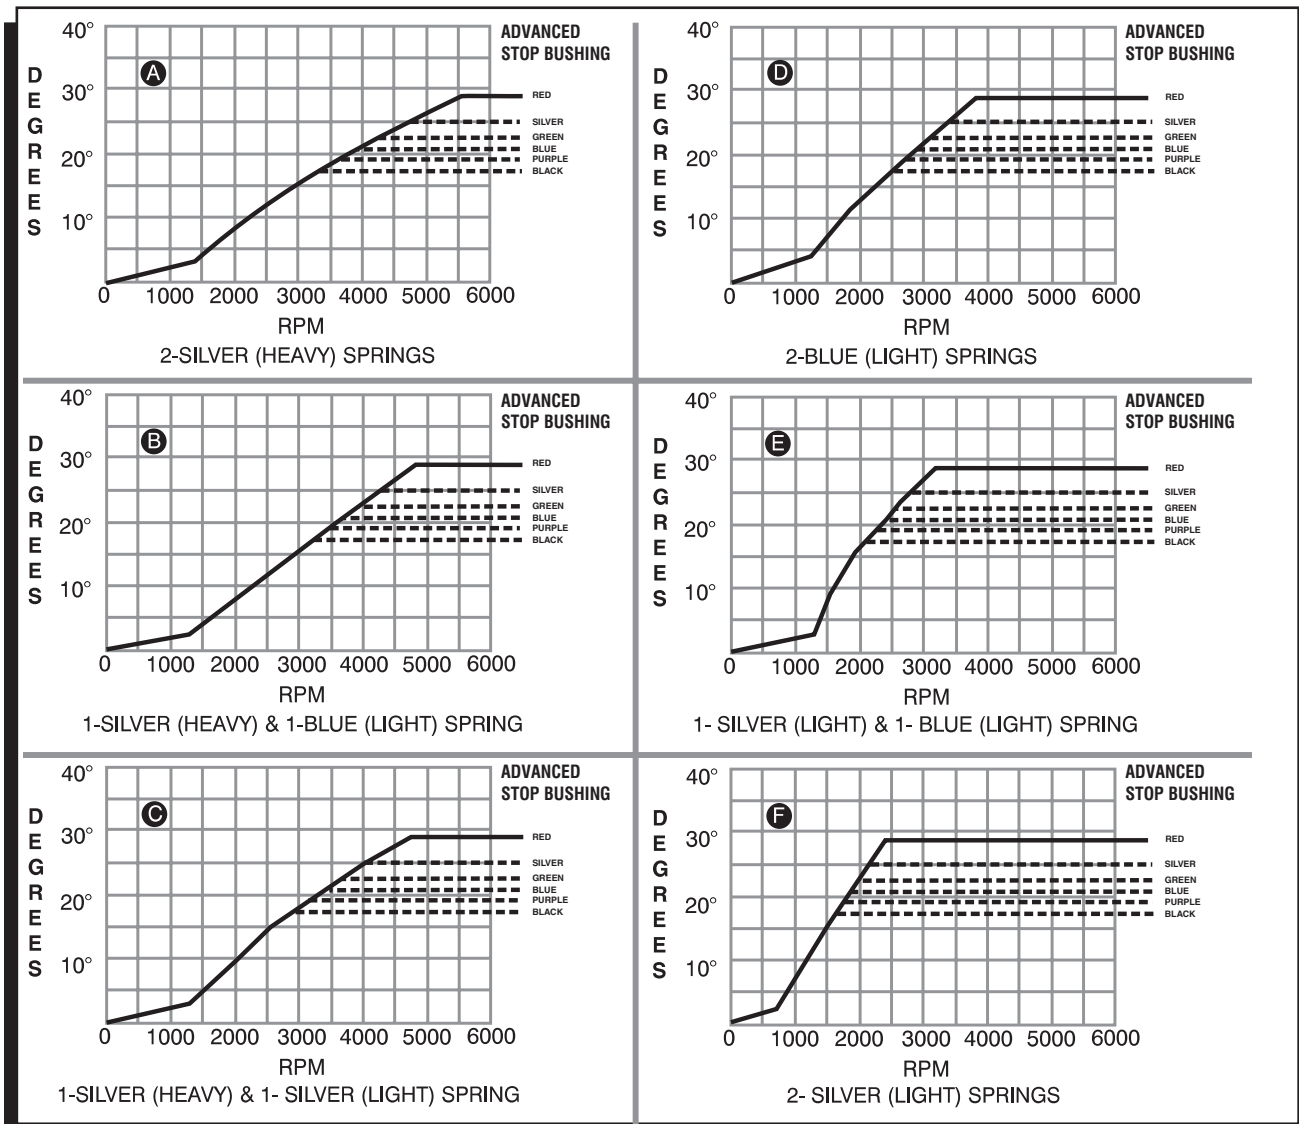 40°
30°
20°
10°
DEGREES
A
ADVANCED
STOP BUSHING
RED
SILVER
GREEN
BLUE
PURPLE
BLACK
0 1000 2000 3000 4000 5000 6000
RPM
2-SILVER (HEAVY) SPRINGS
40°
30°
20°
10°
DEGREES
D
ADVANCED
STOP BUSHING
RED
SILVER
GREEN
BLUE
PURPLE
BLACK
0 1000 2000 3000 4000 5000 6000
RPM
2-BLUE (LIGHT) SPRINGS
40°
30°
20°
10°
DEGREES
B
ADVANCED
STOP BUSHING
RED
SILVER
GREEN
BLUE
PURPLE
BLACK
0 1000 2000 3000 4000 5000 6000
RPM
1-SILVER (HEAVY) & 1-BLUE (LIGHT) SPRING
40°
30°
20°
10°
DEGREES
E
ADVANCED
STOP BUSHING
RED
SILVER
GREEN
BLUE
PURPLE
BLACK
0 1000 2000 3000 4000 5000 6000
RPM
1- SILVER (LIGHT) & 1- BLUE (LIGHT) SPRING
40°
30°
20°
10°
DEGREES
C
ADVANCED
STOP BUSHING
RED
SILVER
GREEN
BLUE
PURPLE
BLACK
0 1000 2000 3000 4000 5000 6000
RPM
1-SILVER (HEAVY) & 1- SILVER (LIGHT) SPRING
40°
30°
20°
10°
DEGREES
F
ADVANCED
STOP BUSHING
RED
SILVER
GREEN
BLUE
PURPLE
BLACK
0 1000 2000 3000 4000 5000 6000
RPM
2- SILVER (LIGHT) SPRINGS